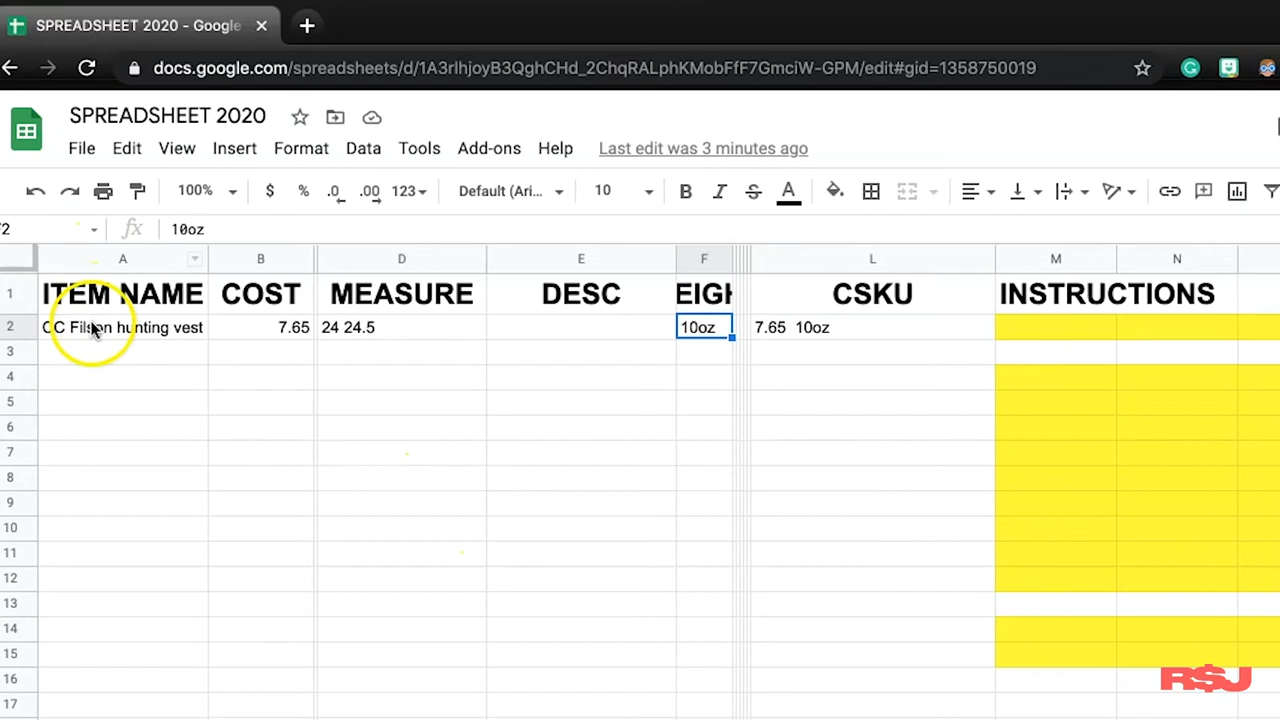 SPREADSHEET 2020 - Google
docs.google.com/spreadsheets/d/1A3rlhjoyB3QghCHd_2ChqRALphKMobFfF7GmciW-GPM/edit#gid=1358750019
SPREADSHEET 2020
File Edit View Insert Format Data Tools Add-ons Help Last edit was 3 minutes ago
100% $ % .0 .00 123 Default (Ari... 10 B I S A
F2 fx 10oz
A B D E F L M N
1 ITEM NAME COST MEASURE DESC EIGH CSKU INSTRUCTIONS
2 CC Filson hunting vest 7.65 24 24.5 10oz 7.65 10oz
3
4
5
6
7
8
9
10
11
12
13
14
15
16
17
R$J